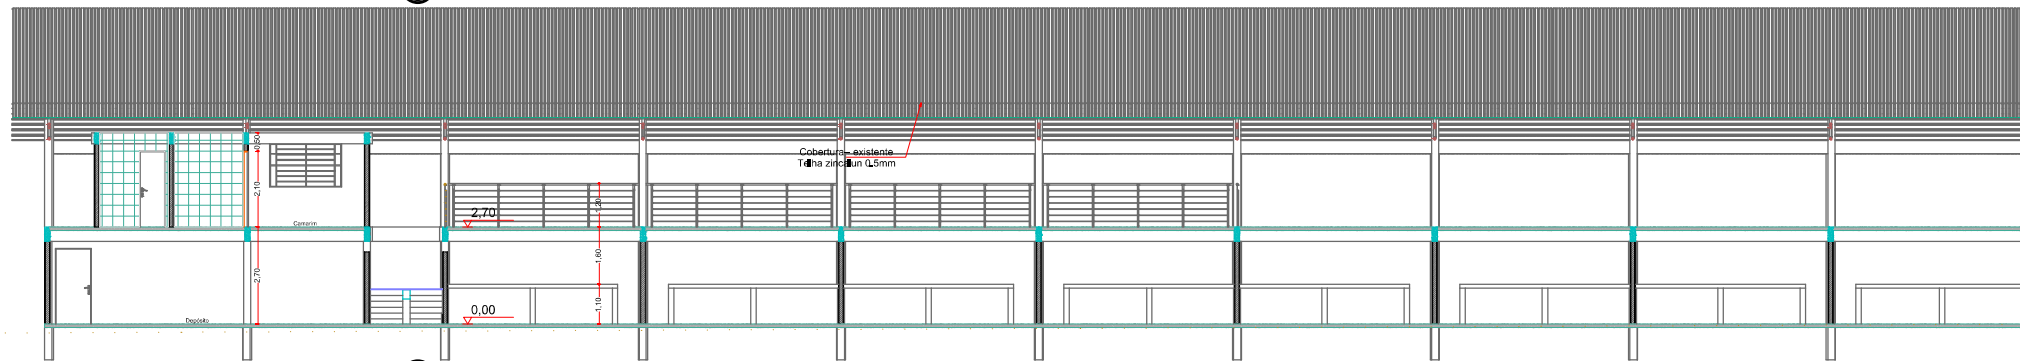 0,50
Cobertura - existente
Telha zincalun 0.5mm
2,10
1,20
2,70
Camarim
1,60
2,70
1,10
0,00
Depósito